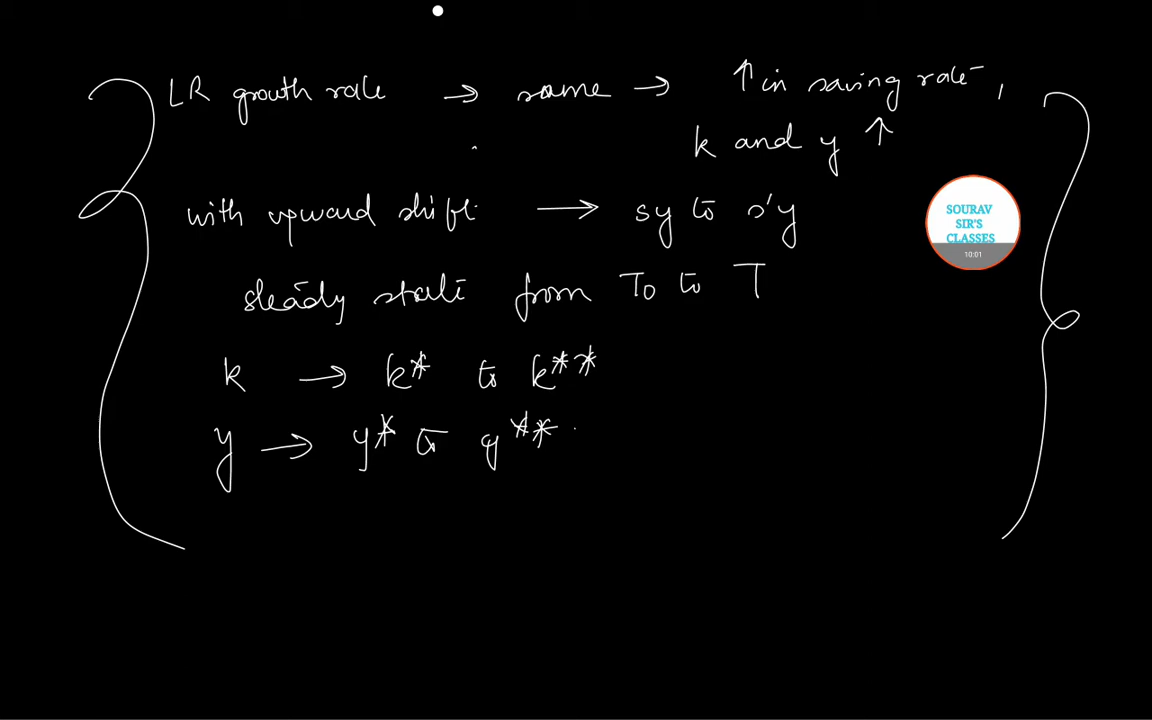 LR growth rate → same → ↑ in saving rate,
k and y ↑
with upward shift → sy to s'y
steady state from To to T
k → k* to k**
y → y* to y**
SOURAV
SIR'S
CLASSES
10:01